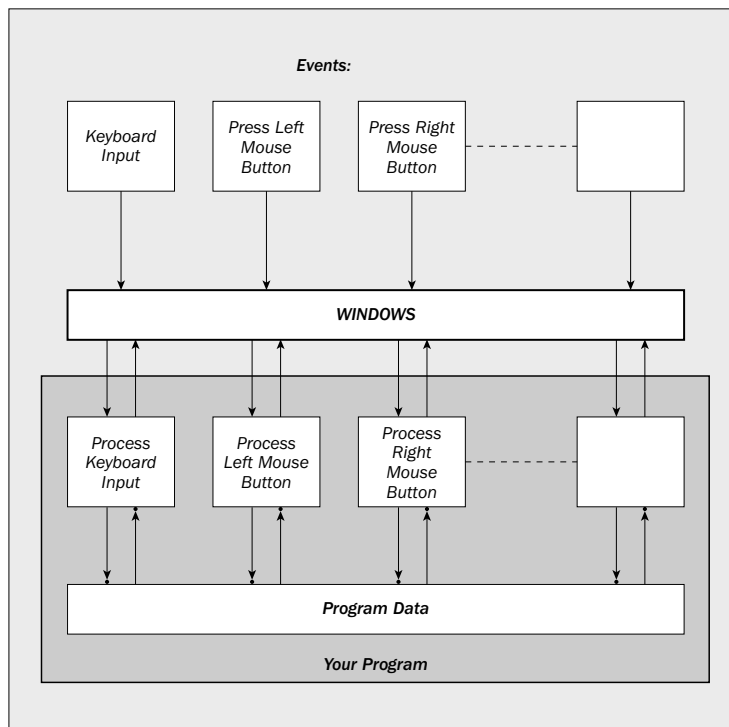 Events:
Keyboard
Input
Press Left
Mouse
Button
Press Right
Mouse
Button
WINDOWS
Process
Keyboard
Input
Process
Left Mouse
Button
Process
Right
Mouse
Button
Program Data
Your Program